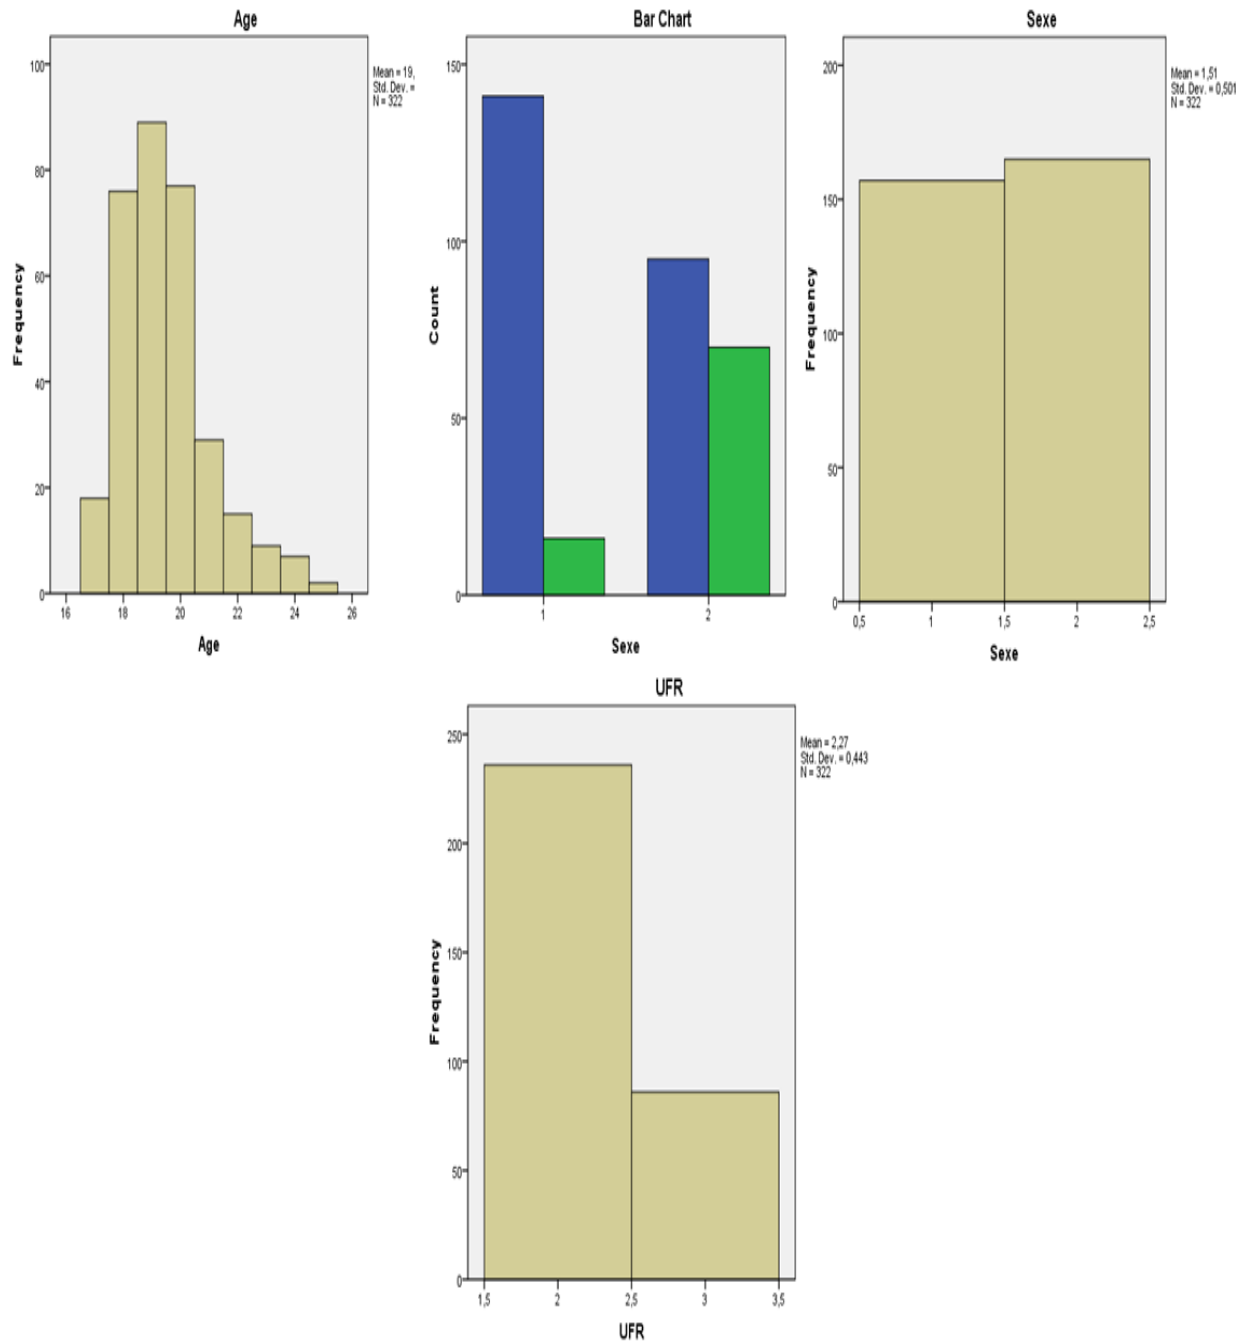 Age
Mean = 19,
Std. Dev. =
N = 322
Frequency
100
80
60
40
20
0
16 18 20 22 24 26
Age
Bar Chart
Count
150
100
50
0
1 2
Sexe
Sexe
Mean = 1,51
Std. Dev. = 0,501
N = 322
Frequency
200
150
100
50
0
0,5 1 1,5 2 2,5
Sexe
UFR
Mean = 2,27
Std. Dev. = 0,443
N = 322
Frequency
250
200
150
100
50
0
1,5 2 2,5 3 3,5
UFR